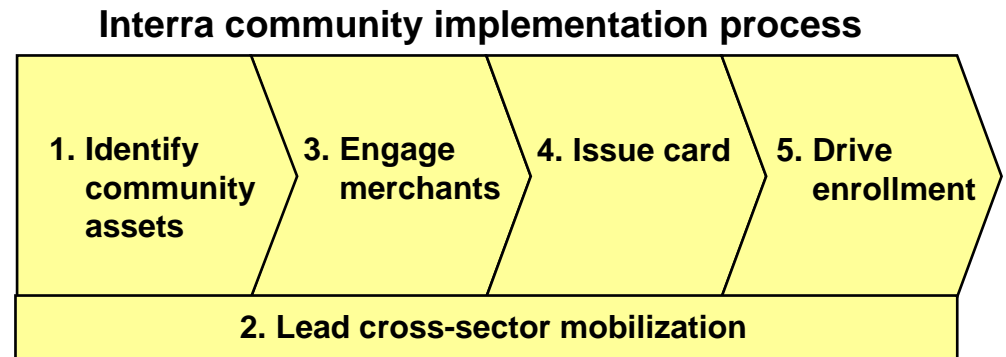 Interra community implementation process
1. Identify
community
assets
3. Engage
merchants
4. Issue card
5. Drive
enrollment
2. Lead cross-sector mobilization